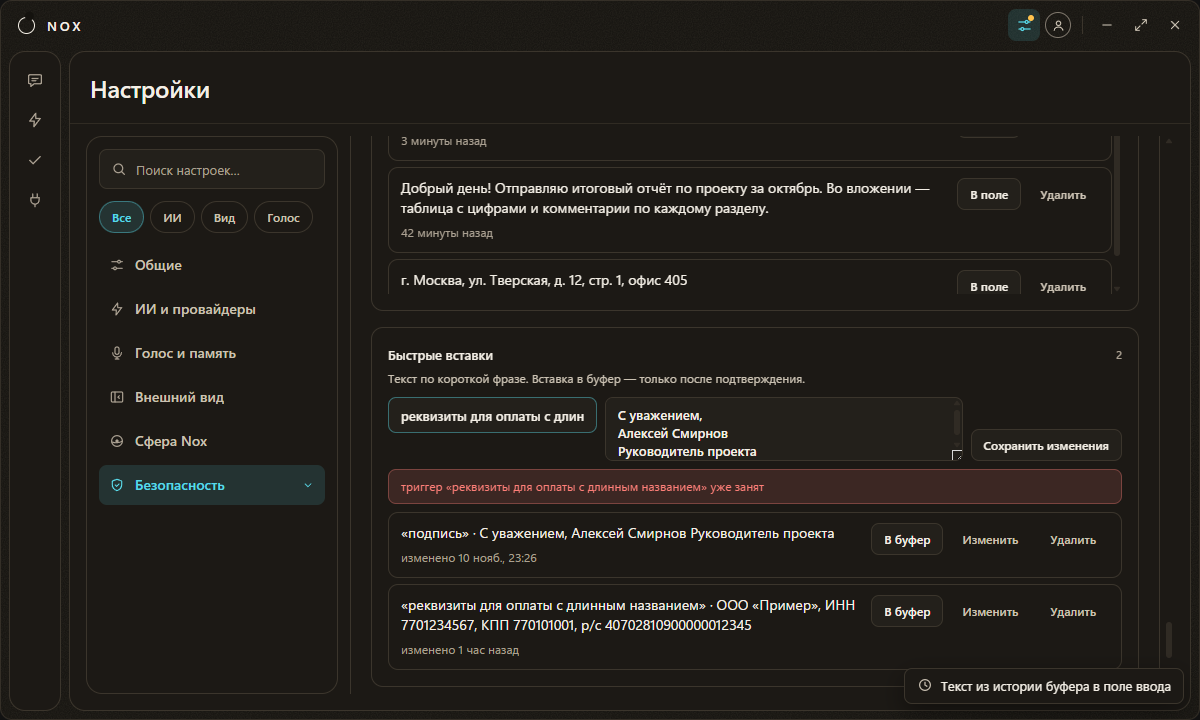 NOX
Настройки
Поиск настроек...
Все
ИИ
Вид
Голос
Общие
ИИ и провайдеры
Голос и память
Внешний вид
Сфера Nox
Безопасность
3 минуты назад
Добрый день! Отправляю итоговый отчёт по проекту за октябрь. Во вложении —
таблица с цифрами и комментарии по каждому разделу.
42 минуты назад
В поле
Удалить
г. Москва, ул. Тверская, д. 12, стр. 1, офис 405
В поле
Удалить
Быстрые вставки
2
Текст по короткой фразе. Вставка в буфер — только после подтверждения.
реквизиты для оплаты с длин
С уважением,
Алексей Смирнов
Руководитель проекта
Сохранить изменения
триггер «реквизиты для оплаты с длинным названием» уже занят
«подпись» · С уважением, Алексей Смирнов Руководитель проекта
изменено 10 нояб., 23:26
В буфер
Изменить
Удалить
«реквизиты для оплаты с длинным названием» · ООО «Пример», ИНН
7701234567, КПП 770101001, р/с 40702810900000012345
изменено 1 час назад
В буфер
Изменить
Удалить
Текст из истории буфера в поле ввода